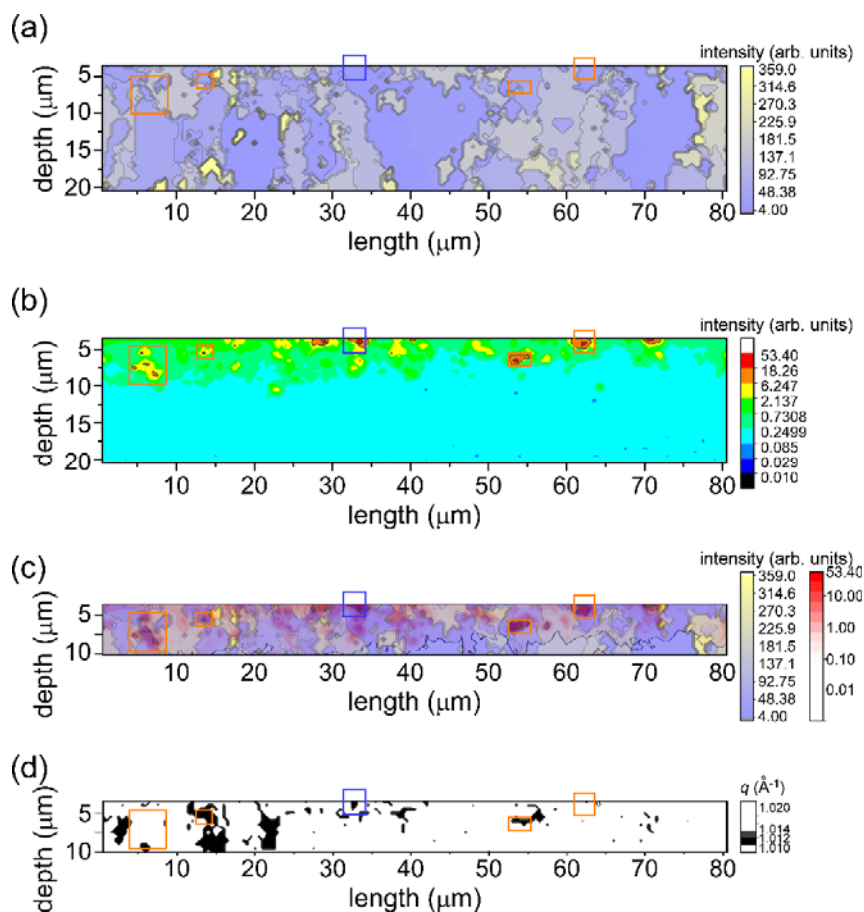 (a)
intensity (arb. units)
depth (μm)
5
10
15
20
359.0
314.6
270.3
225.9
181.5
137.1
92.75
48.38
4.00
10 20 30 40 50 60 70 80
length (μm)
(b)
intensity (arb. units)
depth (μm)
5
10
15
20
53.40
18.26
6.247
2.137
0.7308
0.2499
0.085
0.029
0.010
10 20 30 40 50 60 70 80
length (μm)
(c)
intensity (arb. units)
depth (μm)
5
10
359.0
314.6
270.3
225.9
181.5
137.1
92.75
48.38
4.00
53.40
10.00
1.00
0.10
0.01
10 20 30 40 50 60 70 80
length (μm)
(d)
q (Å⁻¹)
depth (μm)
5
10
1.020
1.014
1.012
1.010
10 20 30 40 50 60 70 80
length (μm)